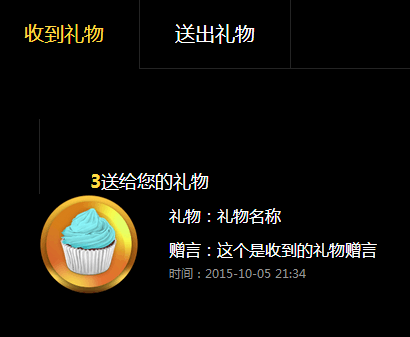 收到礼物 送出礼物
3送给您的礼物
礼物：礼物名称
赠言：这个是收到的礼物赠言
时间：2015-10-05 21:34